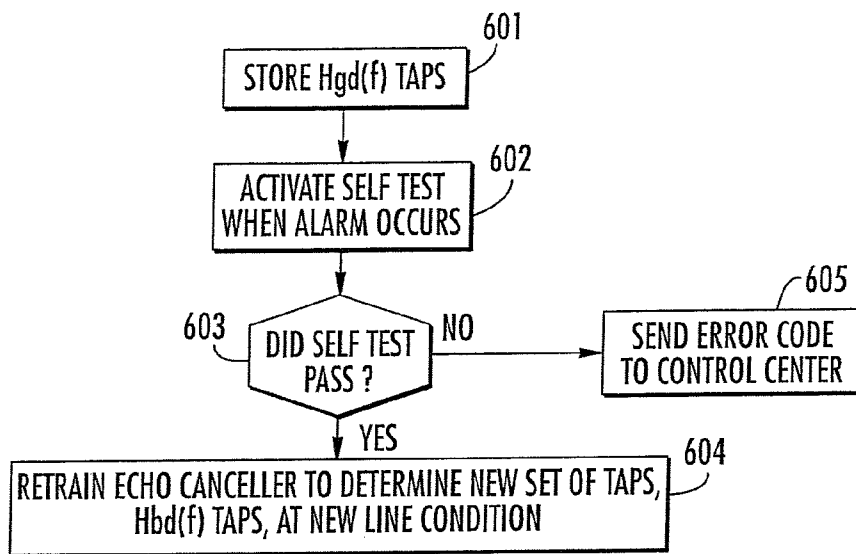 601
STORE Hgd(f) TAPS
602
ACTIVATE SELF TEST
WHEN ALARM OCCURS
603
DID SELF TEST
PASS ?
NO
605
SEND ERROR CODE
TO CONTROL CENTER
YES
604
RETRAIN ECHO CANCELLER TO DETERMINE NEW SET OF TAPS,
Hbd(f) TAPS, AT NEW LINE CONDITION